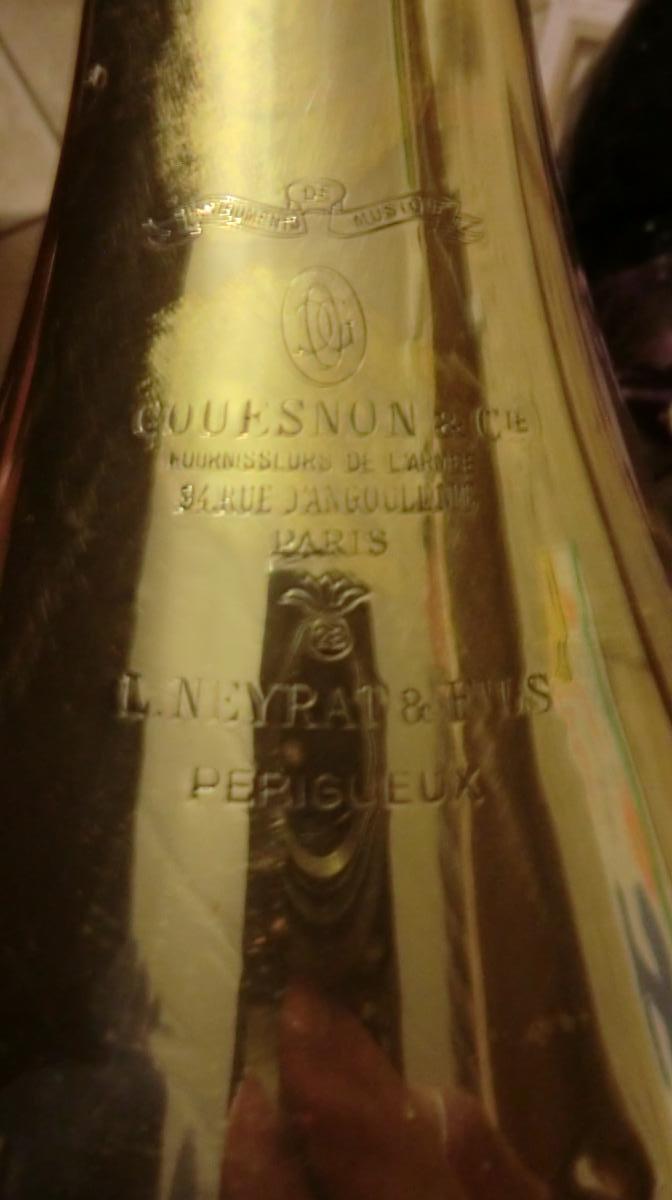 INSTRUMENTS DE MUSIQUE
COUESNON & CIE
FOURNISSEURS DE L'ARMÉE
94. RUE D'ANGOULÊME
PARIS
L. NEYRAT & FILS
PERIGUEUX